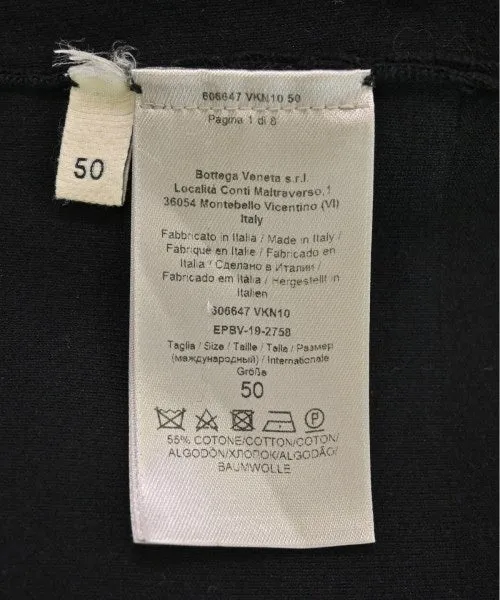 50
606647 VKN10 50
Pagina 1 di 8
Bottega Veneta s.r.l.
Località Conti Maltraverso,1
36054 Montebello Vicentino (VI)
Italy
Fabbricato in Italia / Made in Italy /
Fabriqué en Italie / Fabricado en
Italia / Сделано в Италии /
Fabricado em Itália / Hergestellt in
Italien
606647 VKN10
EPBV-19-2758
Taglia / Size / Taille / Talla / Размер
(международный) / Internationale
Größe
50
P
55% COTONE/COTTON/COTON/
ALGODÓN/ХЛОПОК/ALGODÃO/
BAUMWOLLE